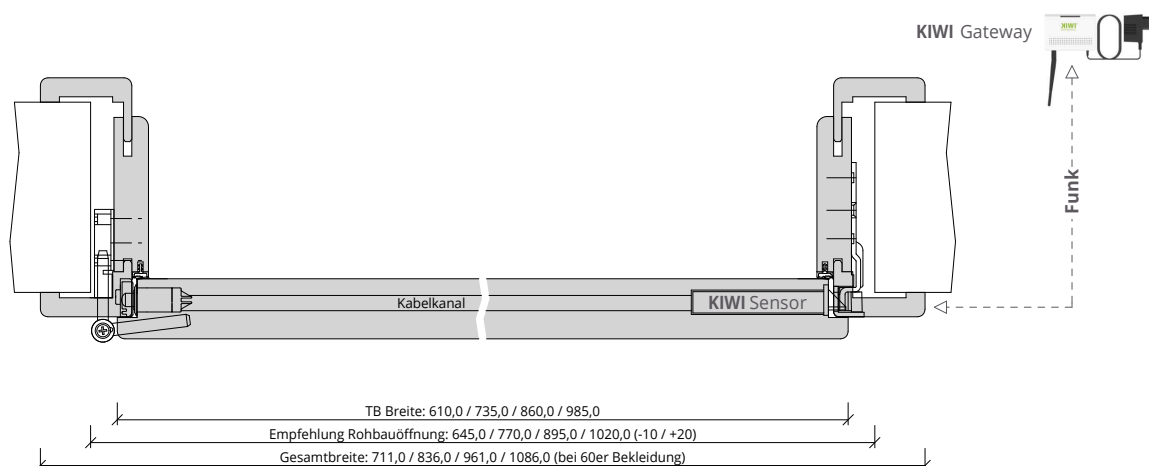 KIWI Gateway
KIWI
Funk
Kabelkanal
KIWI Sensor
TB Breite: 610,0 / 735,0 / 860,0 / 985,0
Empfehlung Rohbauöffnung: 645,0 / 770,0 / 895,0 / 1020,0 (-10 / +20)
Gesamtbreite: 711,0 / 836,0 / 961,0 / 1086,0 (bei 60er Bekleidung)